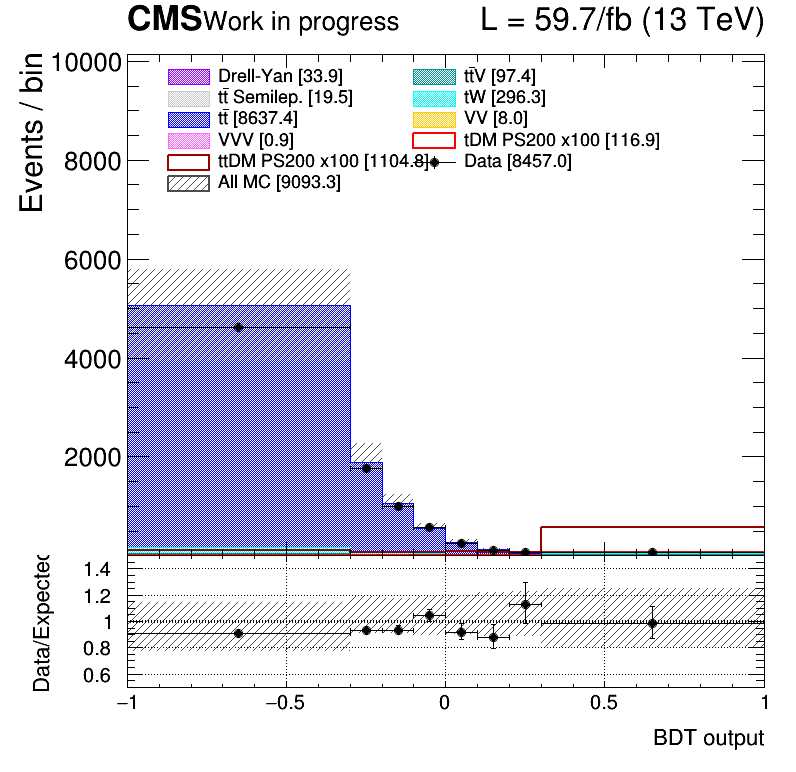 CMS Work in progress L = 59.7/fb (13 TeV)
Events / bin
10000
8000
6000
4000
2000
Drell-Yan [33.9] tt̄V [97.4]
tt̄ Semilep. [19.5] tW [296.3]
tt̄ [8637.4] VV [8.0]
VVV [0.9] tDM PS200 x100 [116.9]
ttDM PS200 x100 [1104.8] Data [8457.0]
All MC [9093.3]
Data/Expected
1.4
1.2
1
0.8
0.6
−1 −0.5 0 0.5 1
BDT output